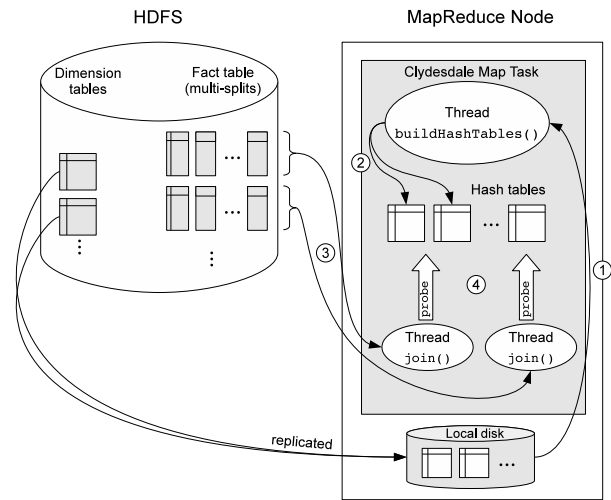 HDFS
MapReduce Node
Dimension
tables
Fact table
(multi-splits)
Clydesdale Map Task
Thread
buildHashTables()
2
Hash tables
...
...
...
...
...
3
4
1
probe
probe
Thread
join()
Thread
join()
replicated
Local disk
...